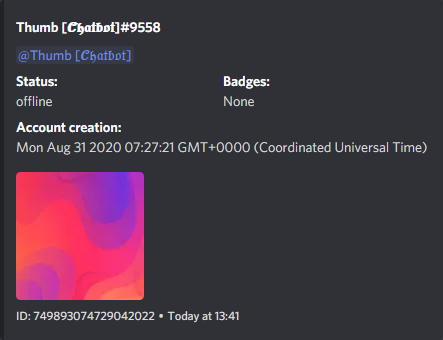 Thumb [𝓒𝔥𝔞𝔱𝔟𝔬𝔱]#9558
@Thumb [𝓒𝔥𝔞𝔱𝔟𝔬𝔱]
Status: Badges:
offline None
Account creation:
Mon Aug 31 2020 07:27:21 GMT+0000 (Coordinated Universal Time)
ID: 749893074729042022 • Today at 13:41